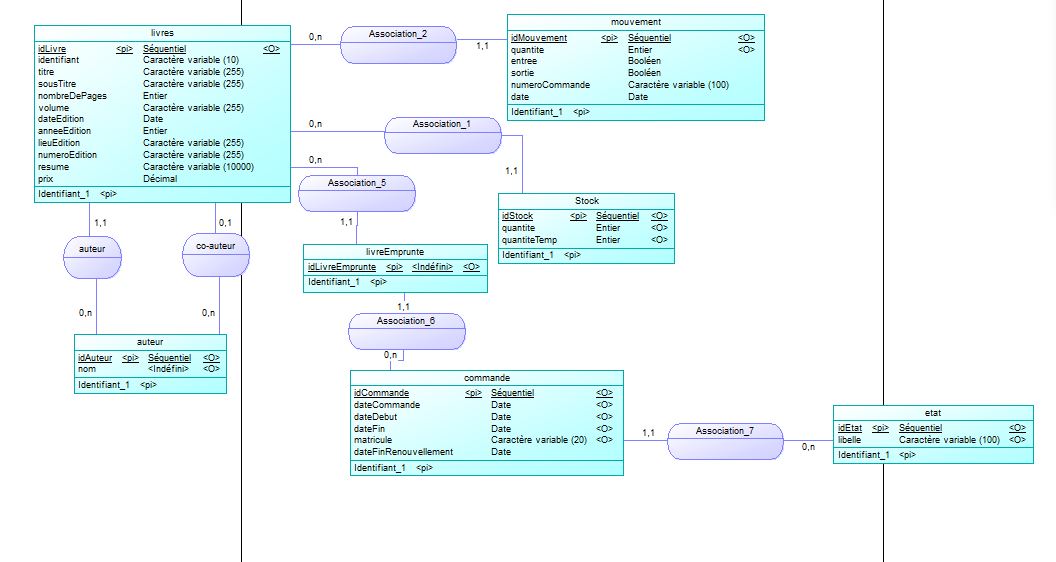 livres
idLivre <pi> Séquentiel <O>
identifiant Caractère variable (10)
titre Caractère variable (255)
sousTitre Caractère variable (255)
nombreDePages Entier
volume Caractère variable (255)
dateEdition Date
anneeEdition Entier
lieuEdition Caractère variable (255)
numeroEdition Caractère variable (255)
resume Caractère variable (10000)
prix Décimal
Identifiant_1 <pi>
0,n
Association_2
1,1
mouvement
idMouvement <pi> Séquentiel <O>
quantite Entier <O>
entree Booléen
sortie Booléen
numeroCommande Caractère variable (100)
date Date
Identifiant_1 <pi>
0,n
Association_1
1,1
Stock
idStock <pi> Séquentiel <O>
quantite Entier <O>
quantiteTemp Entier <O>
Identifiant_1 <pi>
0,n
Association_5
1,1
livreEmprunte
idLivreEmprunte <pi> <Indéfini> <O>
Identifiant_1 <pi>
1,1
Association_6
0,n
1,1
auteur
0,n
0,1
co-auteur
0,n
auteur
idAuteur <pi> Séquentiel <O>
nom <Indéfini> <O>
Identifiant_1 <pi>
commande
idCommande <pi> Séquentiel <O>
dateCommande Date <O>
dateDebut Date <O>
dateFin Date <O>
matricule Caractère variable (20) <O>
dateFinRenouvellement Date
Identifiant_1 <pi>
1,1
Association_7
0,n
etat
idEtat <pi> Séquentiel <O>
libelle Caractère variable (100) <O>
Identifiant_1 <pi>